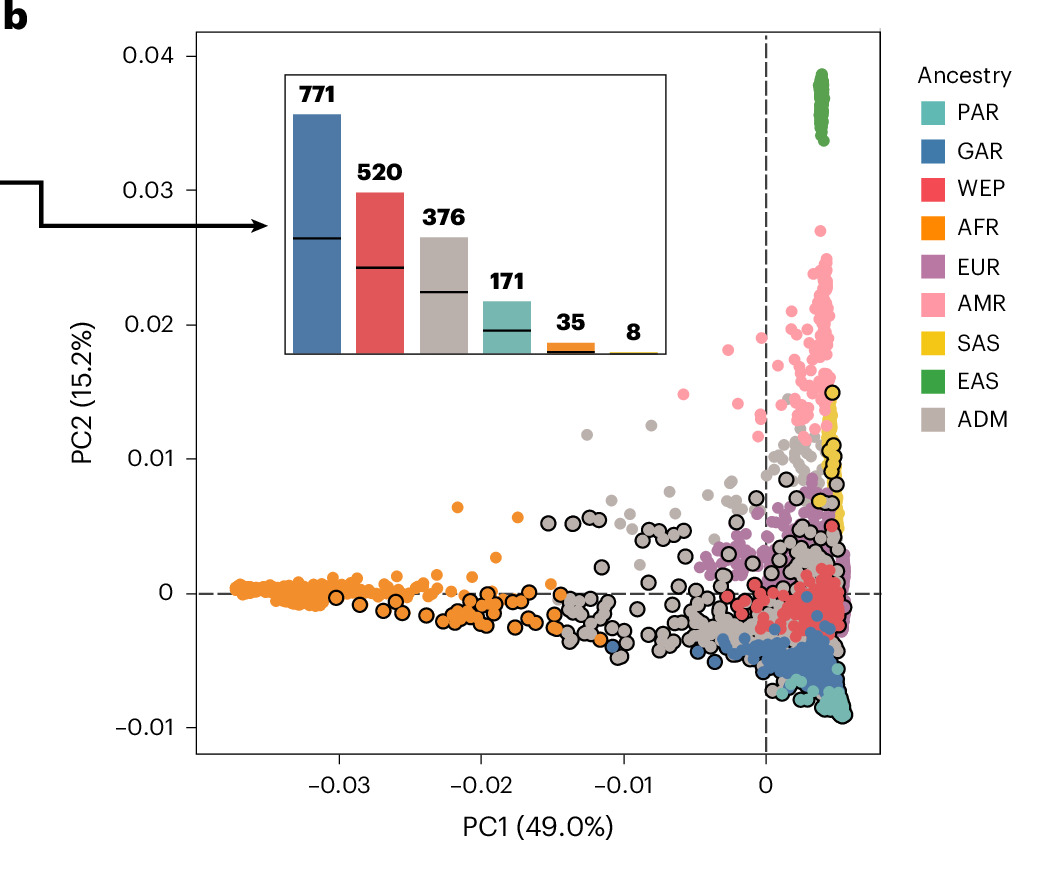 b
0.04
0.03
0.02
0.01
0
−0.01
PC2 (15.2%)
771
520
376
171
35
8
−0.03
−0.02
−0.01
0
PC1 (49.0%)
Ancestry
PAR
GAR
WEP
AFR
EUR
AMR
SAS
EAS
ADM